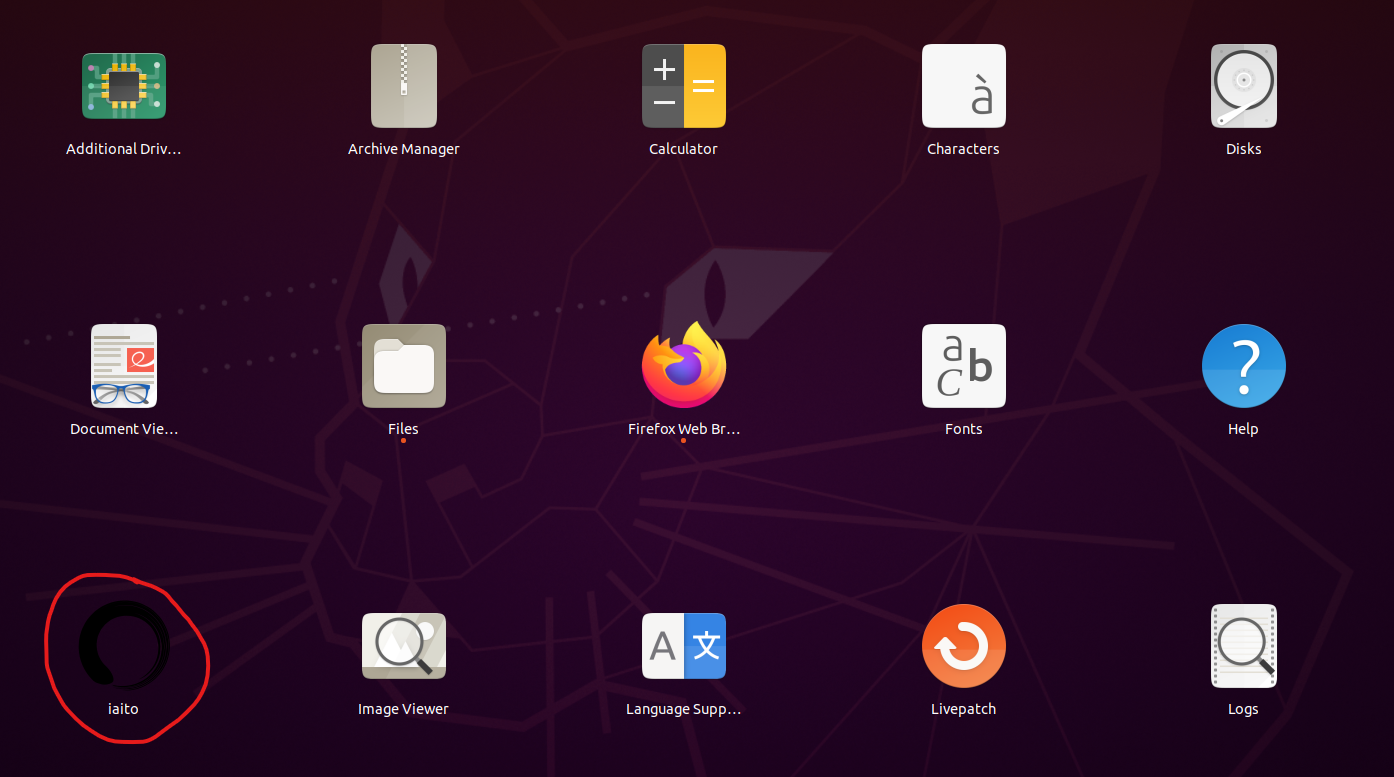 Additional Driv...
Archive Manager
Calculator
Characters
Disks
Document Vie...
Files
Firefox Web Br...
Fonts
Help
iaito
Image Viewer
Language Supp...
Livepatch
Logs